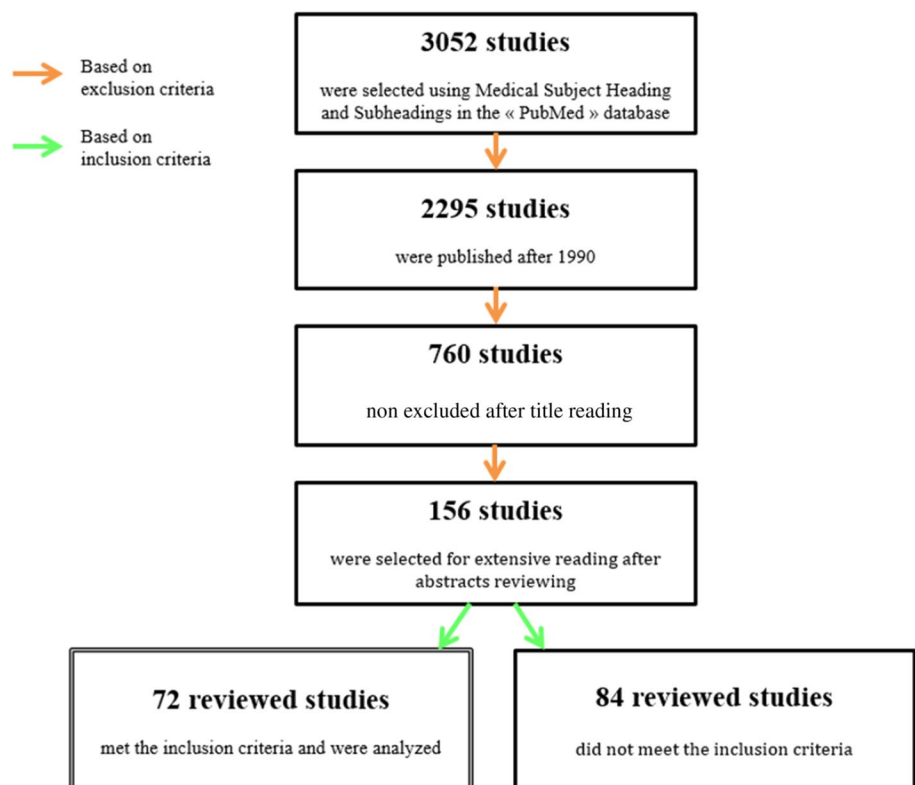 Based on
exclusion criteria
Based on
inclusion criteria
3052 studies
were selected using Medical Subject Heading
and Subheadings in the « PubMed » database
2295 studies
were published after 1990
760 studies
non excluded after title reading
156 studies
were selected for extensive reading after
abstracts reviewing
72 reviewed studies
met the inclusion criteria and were analyzed
84 reviewed studies
did not meet the inclusion criteria